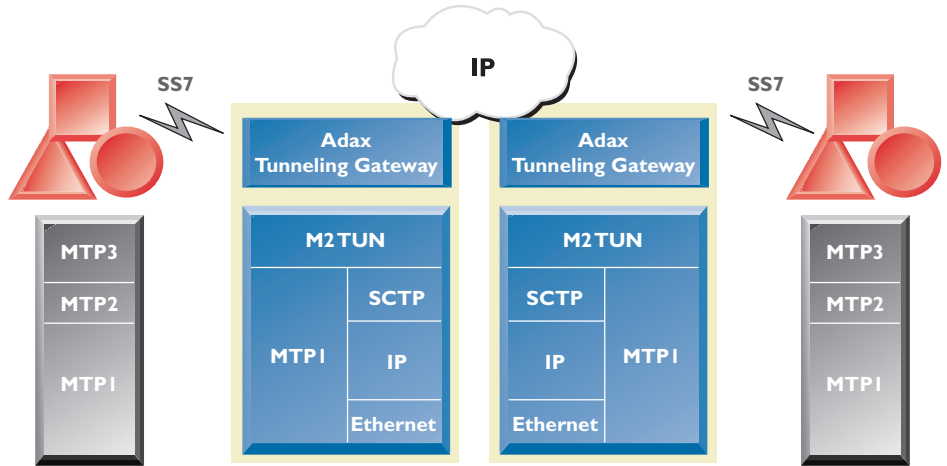 IP
SS7
SS7
Adax
Tunneling Gateway
Adax
Tunneling Gateway
MTP3
MTP2
MTP1
M2TUN
MTP1
SCTP
IP
Ethernet
M2TUN
SCTP
IP
Ethernet
MTP1
MTP3
MTP2
MTP1